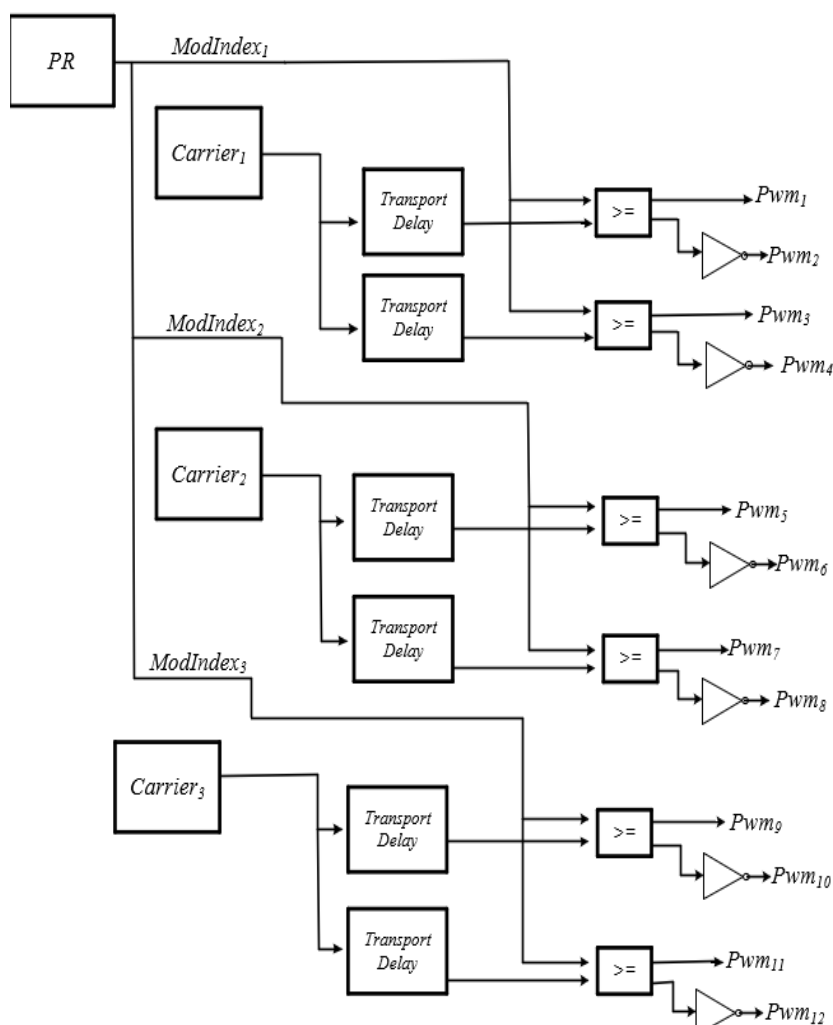 PR
ModIndex₁
Carrier₁
Transport
Delay
>=
Pwm₁
Pwm₂
Transport
Delay
>=
Pwm₃
Pwm₄
ModIndex₂
Carrier₂
Transport
Delay
>=
Pwm₅
Pwm₆
Transport
Delay
>=
Pwm₇
Pwm₈
ModIndex₃
Carrier₃
Transport
Delay
>=
Pwm₉
Pwm₁₀
Transport
Delay
>=
Pwm₁₁
Pwm₁₂